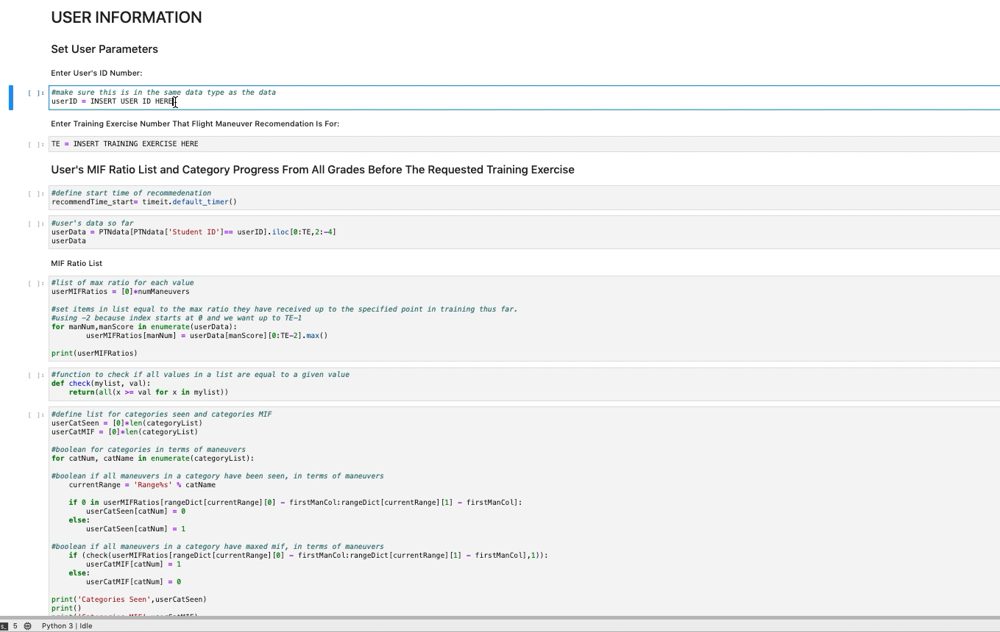 USER INFORMATION
Set User Parameters
Enter User's ID Number:
[ ]: #make sure this is in the same data type as the data
userID = INSERT USER ID HERE
Enter Training Exercise Number That Flight Maneuver Recomendation Is For:
[ ]: TE = INSERT TRAINING EXERCISE HERE
User's MIF Ratio List and Category Progress From All Grades Before The Requested Training Exercise
[ ]: #define start time of recommedenation
recommendTime_start= timeit.default_timer()
[ ]: #user's data so far
userData = PTNdata[PTNdata['Student ID']== userID].iloc[0:TE,2:-4]
userData
MIF Ratio List
[ ]: #list of max ratio for each value
userMIFRatios = [0]*numManeuvers
#set items in list equal to the max ratio they have received up to the specified point in training thus far.
#using -2 because index starts at 0 and we want up to TE-1
for manNum,manScore in enumerate(userData):
        userMIFRatios[manNum] = userData[manScore][0:TE-2].max()
print(userMIFRatios)
[ ]: #function to check if all values in a list are equal to a given value
def check(mylist, val):
    return(all(x >= val for x in mylist))
[ ]: #define list for categories seen and categories MIF
userCatSeen = [0]*len(categoryList)
userCatMIF = [0]*len(categoryList)
#boolean for categories in terms of maneuvers
for catNum, catName in enumerate(categoryList):
#boolean if all maneuvers in a category have been seen, in terms of maneuvers
    currentRange = 'Range%s' % catName
    if 0 in userMIFRatios[rangeDict[currentRange][0] - firstManCol:rangeDict[currentRange][1] - firstManCol]:
        userCatSeen[catNum] = 0
    else:
        userCatSeen[catNum] = 1
#boolean if all maneuvers in a category have maxed mif, in terms of maneuvers
    if (check(userMIFRatios[rangeDict[currentRange][0] - firstManCol:rangeDict[currentRange][1] - firstManCol],1)):
        userCatMIF[catNum] = 1
    else:
        userCatMIF[catNum] = 0
print('Categories Seen',userCatSeen)
print()
5 Python 3 | Idle